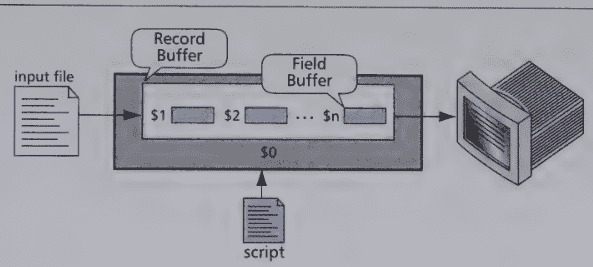 Record
Buffer
Field
Buffer
input file
$1
$2
...
$n
$0
script